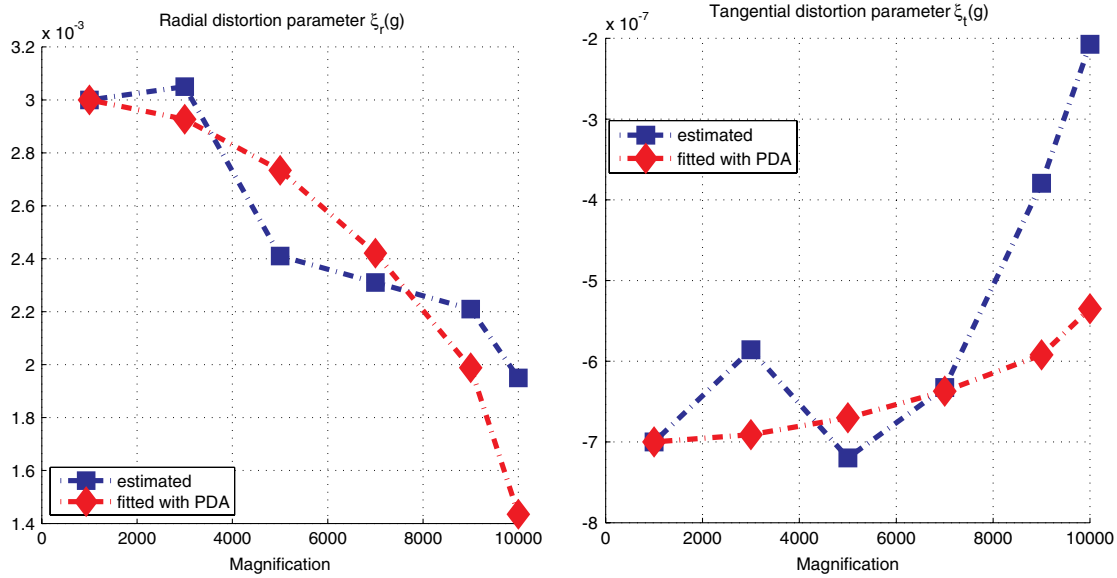 Radial distortion parameter ξr(g)
x 10^-3
3.2
3
2.8
2.6
2.4
2.2
2
1.8
1.6
1.4
estimated
fitted with PDA
0 2000 4000 6000 8000 10000
Magnification
Tangential distortion parameter ξt(g)
x 10^-7
-2
-3
-4
-5
-6
-7
-8
estimated
fitted with PDA
0 2000 4000 6000 8000 10000
Magnification